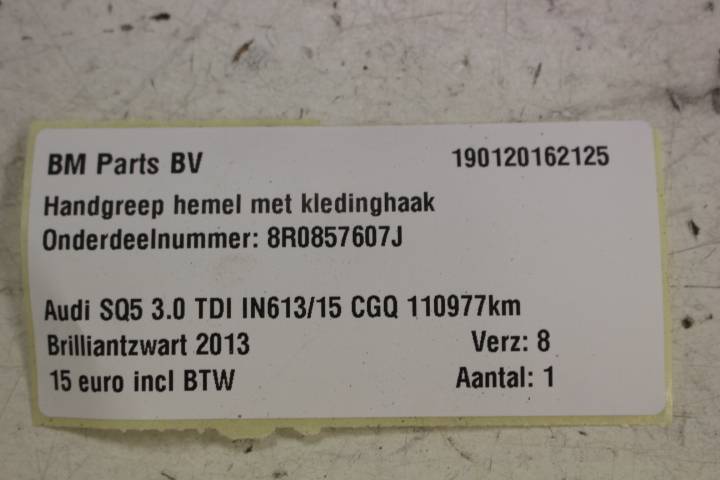 BM Parts BV 190120162125
Handgreep hemel met kledinghaak
Onderdeelnummer: 8R0857607J
Audi SQ5 3.0 TDI IN613/15 CGQ 110977km
Brilliantzwart 2013 Verz: 8
15 euro incl BTW Aantal: 1